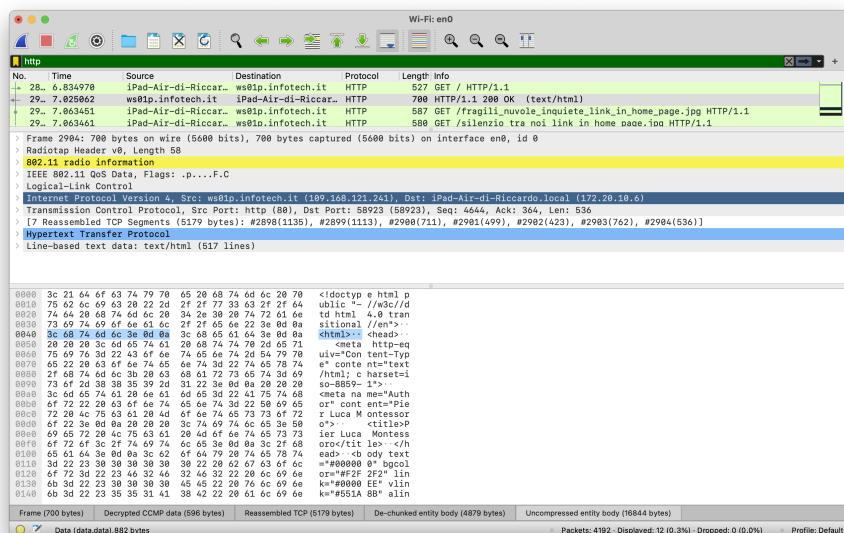 Wi-Fi: en0
http
No. Time Source Destination Protocol Length Info
28… 6.834970 iPad-Air-di-Riccar… ws01p.infotech.it HTTP 527 GET / HTTP/1.1
29… 7.025062 ws01p.infotech.it iPad-Air-di-Riccar… HTTP 700 HTTP/1.1 200 OK (text/html)
29… 7.063451 iPad-Air-di-Riccar… ws01p.infotech.it HTTP 587 GET /fragili_nuvole_inquiete_link_in_home_page.jpg HTTP/1.1
29… 7.063461 iPad-Air-di-Riccar… ws01p.infotech.it HTTP 580 GET /silenzio_tra_noi_link_in_home_page.jpg HTTP/1.1
> Frame 2904: 700 bytes on wire (5600 bits), 700 bytes captured (5600 bits) on interface en0, id 0
> Radiotap Header v0, Length 58
> 802.11 radio information
> IEEE 802.11 QoS Data, Flags: .p....F.C
> Logical-Link Control
> Internet Protocol Version 4, Src: ws01p.infotech.it (109.168.121.241), Dst: iPad-Air-di-Riccardo.local (172.20.10.6)
> Transmission Control Protocol, Src Port: http (80), Dst Port: 58923 (58923), Seq: 4644, Ack: 364, Len: 536
> [7 Reassembled TCP Segments (5179 bytes): #2898(1135), #2899(1113), #2900(711), #2901(499), #2902(423), #2903(762), #2904(536)]
> Hypertext Transfer Protocol
> Line-based text data: text/html (517 lines)
0000 3c 21 64 6f 63 74 79 70 65 20 68 74 6d 6c 20 70 <!doctyp e html p
0010 75 62 6c 69 63 20 22 2d 2f 2f 77 33 63 2f 2f 64 ublic "- //w3c//d
0020 74 64 20 68 74 6d 6c 20 34 2e 30 20 74 72 61 6e td html 4.0 tran
0030 73 69 74 69 6f 6e 61 6c 2f 2f 65 6e 22 3e 0d 0a sitional //en">··
0040 3c 68 74 6d 6c 3e 0d 0a 3c 68 65 61 64 3e 0d 0a <html>·· <head>··
0050 20 20 20 3c 6d 65 74 61 20 68 74 74 70 2d 65 71 <meta http-eq
0060 75 69 76 3d 22 43 6f 6e 74 65 6e 74 2d 54 79 70 uiv="Con tent-Typ
0070 65 22 20 63 6f 6e 74 65 6e 74 3d 22 74 65 78 74 e" conte nt="text
0080 2f 68 74 6d 6c 3b 20 63 68 61 72 73 65 74 3d 69 /html; c harset=i
0090 73 6f 2d 38 38 35 39 2d 31 22 3e 0d 0a 20 20 20 so-8859- 1">··
00a0 3c 6d 65 74 61 20 6e 61 6d 65 3d 22 41 75 74 68 <meta na me="Auth
00b0 6f 72 22 20 63 6f 6e 74 65 6e 74 3d 22 50 69 65 or" cont ent="Pie
00c0 72 20 4c 75 63 61 20 4d 6f 6e 74 65 73 73 6f 72 r Luca M ontessor
00d0 6f 22 3e 0d 0a 20 20 20 3c 74 69 74 6c 65 3e 50 o">·· <title>P
00e0 69 65 72 20 4c 75 63 61 20 4d 6f 6e 74 65 73 73 ier Luca Montess
00f0 6f 72 6f 3c 2f 74 69 74 6c 65 3e 0d 0a 3c 2f 68 oro</tit le>··</h
0100 65 61 64 3e 0d 0a 3c 62 6f 64 79 20 74 65 78 74 ead>··<b ody text
0110 3d 22 23 30 30 30 30 30 30 22 20 62 67 63 6f 6c ="#00000 0" bgcol
0120 6f 72 3d 22 23 46 32 46 32 46 32 22 20 6c 69 6e or="#F2F 2F2" lin
0130 6b 3d 22 23 30 30 30 30 45 45 22 20 76 6c 69 6e k="#0000 EE" vlin
0140 6b 3d 22 23 35 35 31 41 38 42 22 20 61 6c 69 6e k="#551A 8B" alin
Frame (700 bytes) Decrypted CCMP data (596 bytes) Reassembled TCP (5179 bytes) De-chunked entity body (4879 bytes) Uncompressed entity body (16844 bytes)
Data (data.data), 882 bytes Packets: 4192 · Displayed: 12 (0.3%) · Dropped: 0 (0.0%) Profile: Default